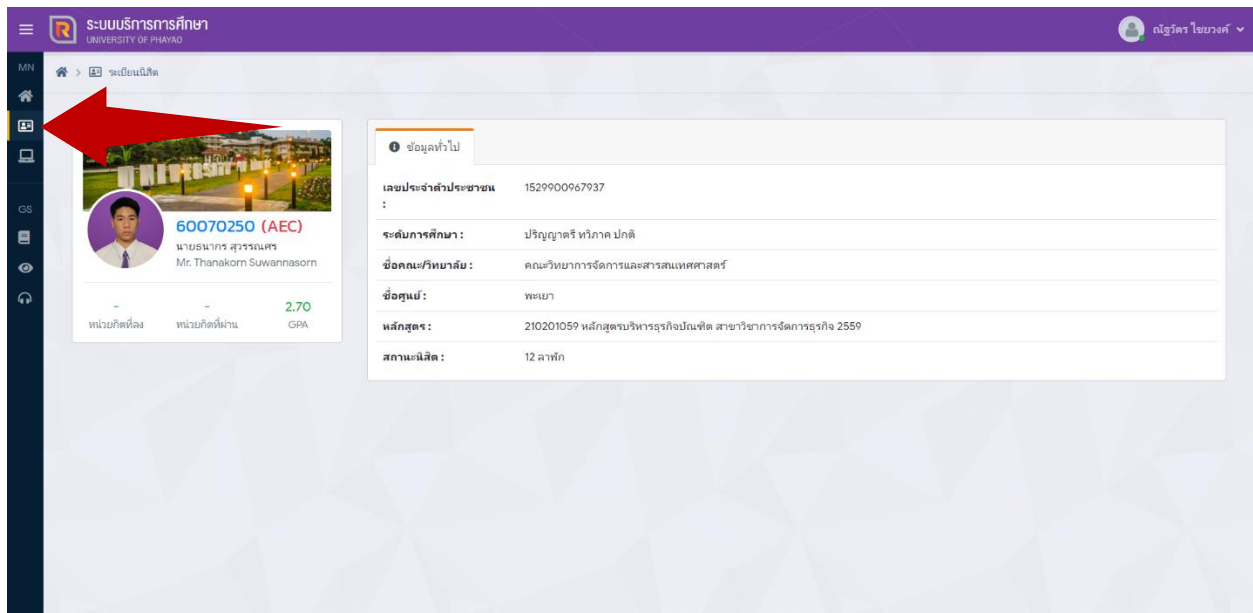 ระบบบริการการศึกษา
UNIVERSITY OF PHAYAO
ณัฐวัตร ไชยวงค์
MN
ระเบียนนิสิต
GS
60070250 (AEC)
นายธนากร สุวรรณศร
Mr. Thanakorn Suwannasorn
- - 2.70
หน่วยกิตที่ลง หน่วยกิตที่ผ่าน GPA
ข้อมูลทั่วไป
เลขประจำตัวประชาชน : 1529900967937
ระดับการศึกษา : ปริญญาตรี ทวิภาค ปกติ
ชื่อคณะ/วิทยาลัย : คณะวิทยาการจัดการและสารสนเทศศาสตร์
ชื่อศูนย์ : พะเยา
หลักสูตร : 210201059 หลักสูตรบริหารธุรกิจบัณฑิต สาขาวิชาการจัดการธุรกิจ 2559
สถานะนิสิต : 12 ลาพัก